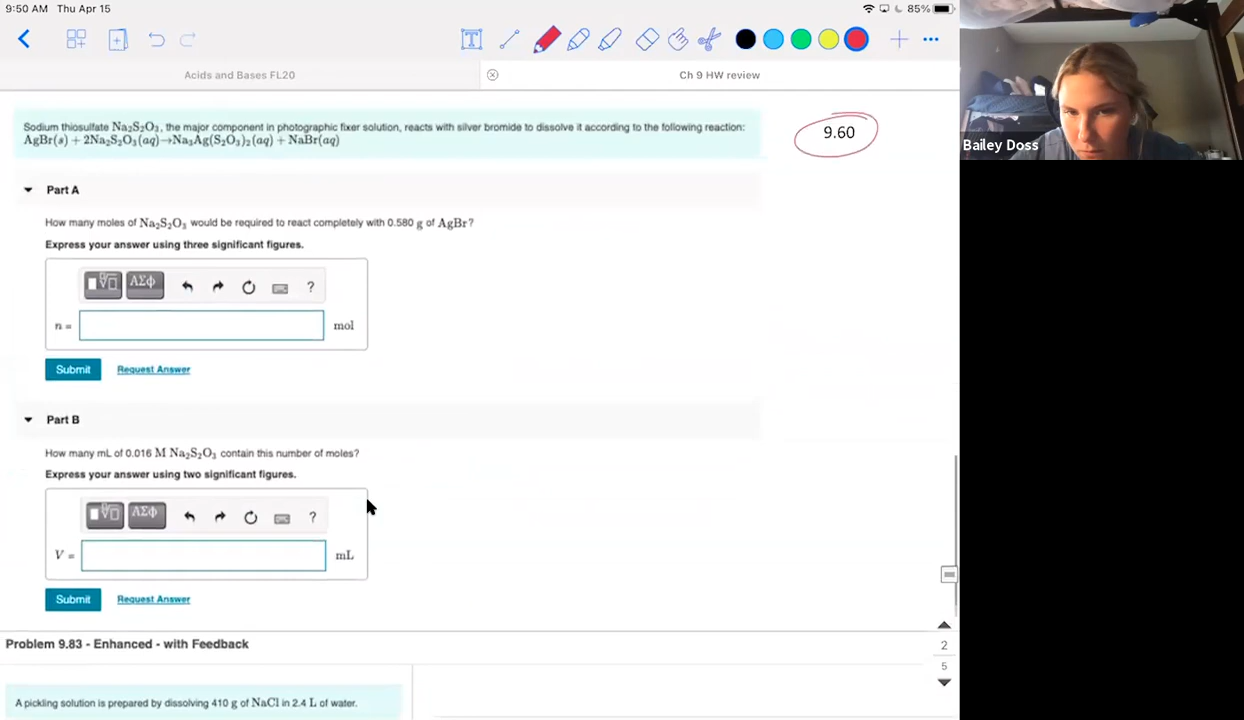 9:50 AM Thu Apr 15
85%
T
Acids and Bases FL20
Ch 9 HW review
Bailey Doss
Sodium thiosulfate Na₂S₂O₃, the major component in photographic fixer solution, reacts with silver bromide to dissolve it according to the following reaction:
AgBr(s) + 2Na₂S₂O₃(aq)→Na₃Ag(S₂O₃)₂(aq) + NaBr(aq)
9.60
Part A
How many moles of Na₂S₂O₃ would be required to react completely with 0.580 g of AgBr?
Express your answer using three significant figures.
ΑΣφ ?
n = mol
Submit Request Answer
Part B
How many mL of 0.016 M Na₂S₂O₃ contain this number of moles?
Express your answer using two significant figures.
ΑΣφ ?
V = mL
Submit Request Answer
Problem 9.83 - Enhanced - with Feedback
2
5
A pickling solution is prepared by dissolving 410 g of NaCl in 2.4 L of water.